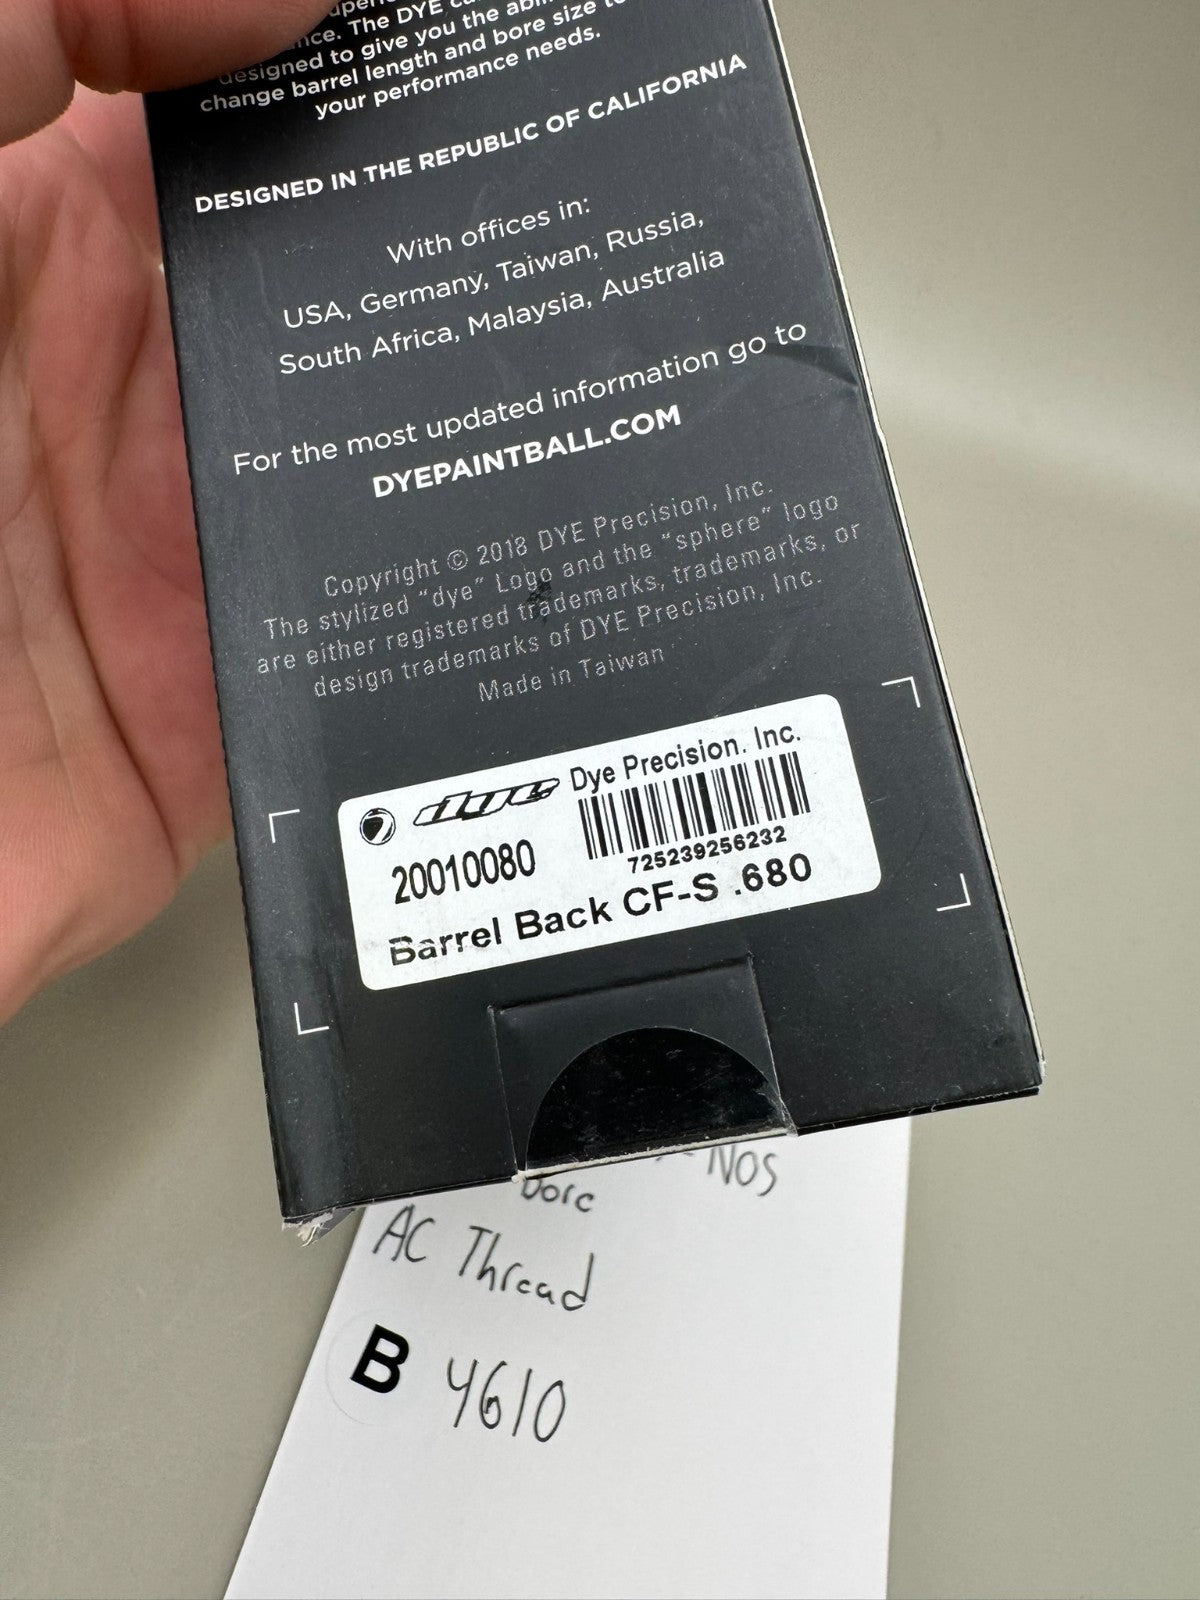 The DYE
designed to give you the
change barrel length and bore size to
your performance needs.
DESIGNED IN THE REPUBLIC OF CALIFORNIA
With offices in:
USA, Germany, Taiwan, Russia,
South Africa, Malaysia, Australia
For the most updated information go to
DYEPAINTBALL.COM
Copyright © 2018 DYE Precision, Inc.
The stylized "dye" Logo and the "sphere" logo
are either registered trademarks, trademarks, or
design trademarks of DYE Precision, Inc.
Made in Taiwan
dye Dye Precision. Inc.
20010080
725239256232
Barrel Back CF-S .680
NOS
Bore
AC Thread
B 4610